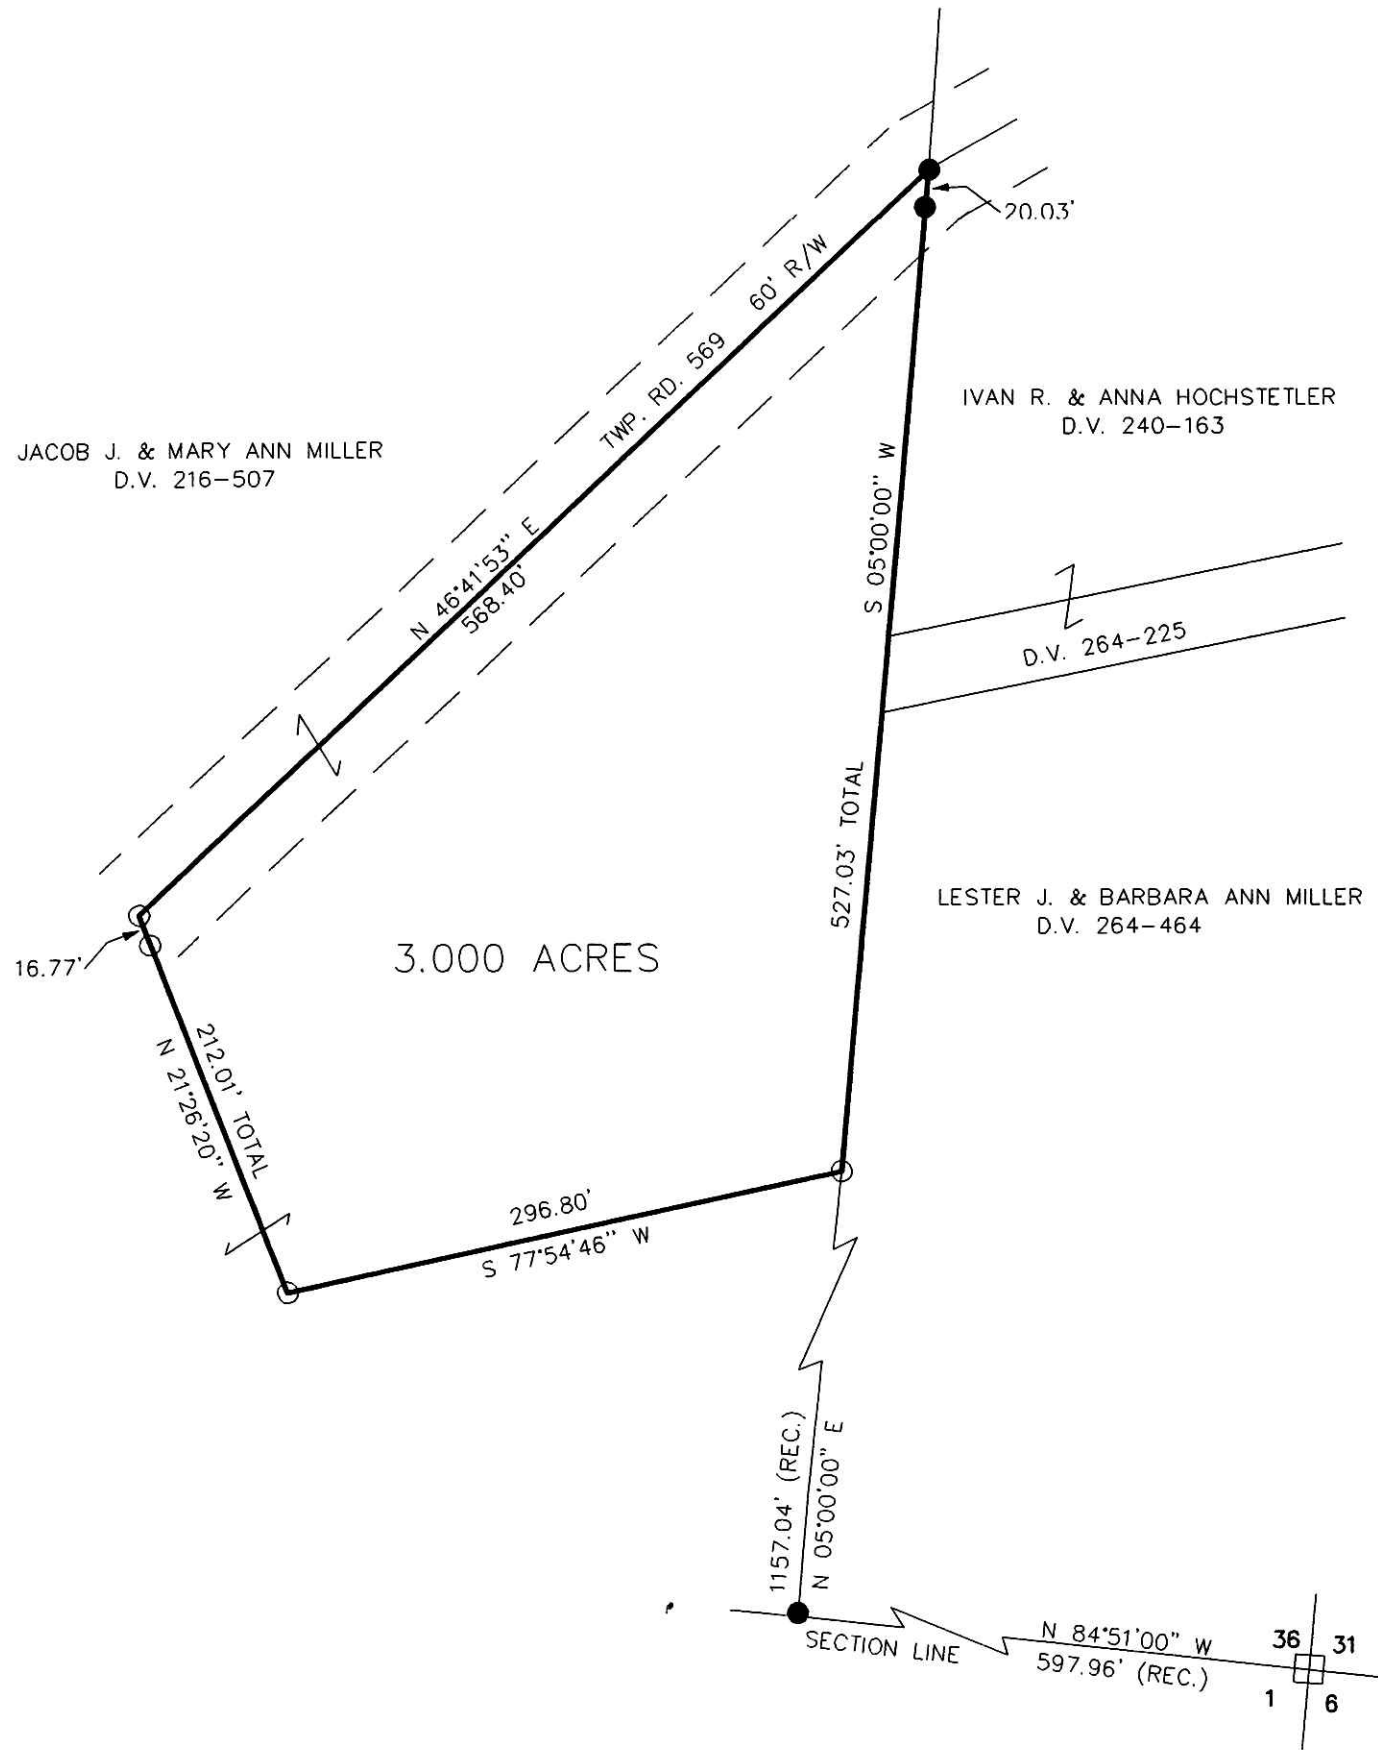 20.03'
TWP. RD. 569 60' R/W
IVAN R. & ANNA HOCHSTETLER
D.V. 240-163
JACOB J. & MARY ANN MILLER
D.V. 216-507
S 05°00'00" W
N 46°41'53" E
568.40'
D.V. 264-225
527.03' TOTAL
LESTER J. & BARBARA ANN MILLER
D.V. 264-464
3.000 ACRES
16.77'
212.01' TOTAL
N 21°26'20" W
296.80'
S 77°54'46" W
1157.04' (REC.)
N 05°00'00" E
SECTION LINE
N 84°51'00" W
597.96' (REC.)
36 31
1 6